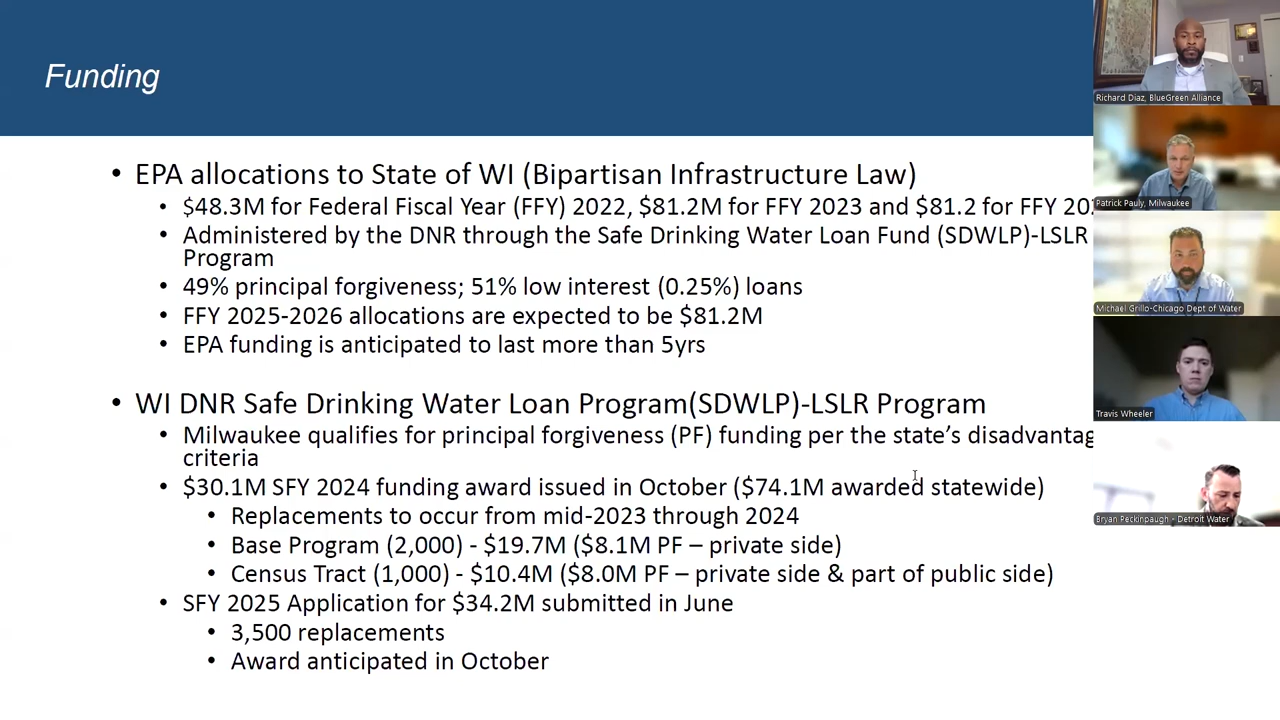 Funding
• EPA allocations to State of WI (Bipartisan Infrastructure Law)
• $48.3M for Federal Fiscal Year (FFY) 2022, $81.2M for FFY 2023 and $81.2 for FFY
• Administered by the DNR through the Safe Drinking Water Loan Fund (SDWLP)-LSLR
Program
• 49% principal forgiveness; 51% low interest (0.25%) loans
• FFY 2025-2026 allocations are expected to be $81.2M
• EPA funding is anticipated to last more than 5yrs
• WI DNR Safe Drinking Water Loan Program(SDWLP)-LSLR Program
• Milwaukee qualifies for principal forgiveness (PF) funding per the state’s
criteria
• $30.1M SFY 2024 funding award issued in October ($74.1M awarded statewide)
• Replacements to occur from mid-2023 through 2024
• Base Program (2,000) - $19.7M ($8.1M PF – private side)
• Census Tract (1,000) - $10.4M ($8.0M PF – private side & part of public side)
• SFY 2025 Application for $34.2M submitted in June
• 3,500 replacements
• Award anticipated in October
Richard Diaz, BlueGreen Alliance
Patrick Pauly, Milwaukee
Michael Grillo-Chicago Dept of Water
Travis Wheeler
Bryan Peckinpaugh - Detroit Water